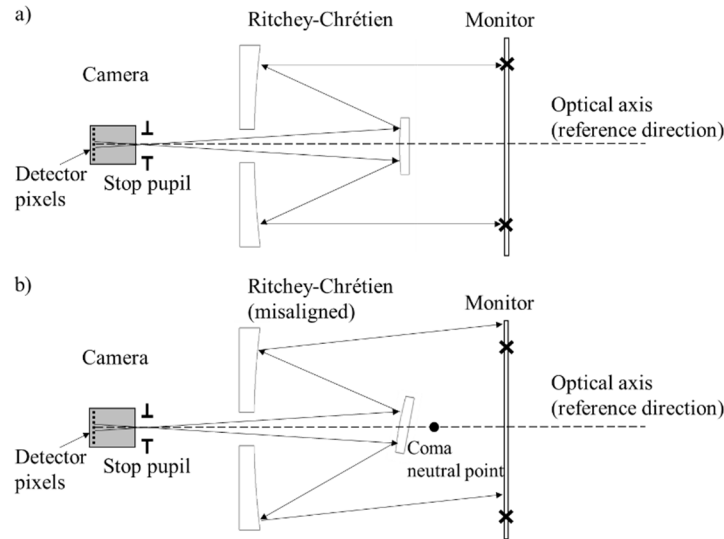 a)
Ritchey-Chrétien
Monitor
Camera
Optical axis
(reference direction)
Detector
pixels
Stop pupil
b)
Ritchey-Chrétien
(misaligned)
Monitor
Camera
Optical axis
(reference direction)
Detector
pixels
Stop pupil
Coma
neutral point